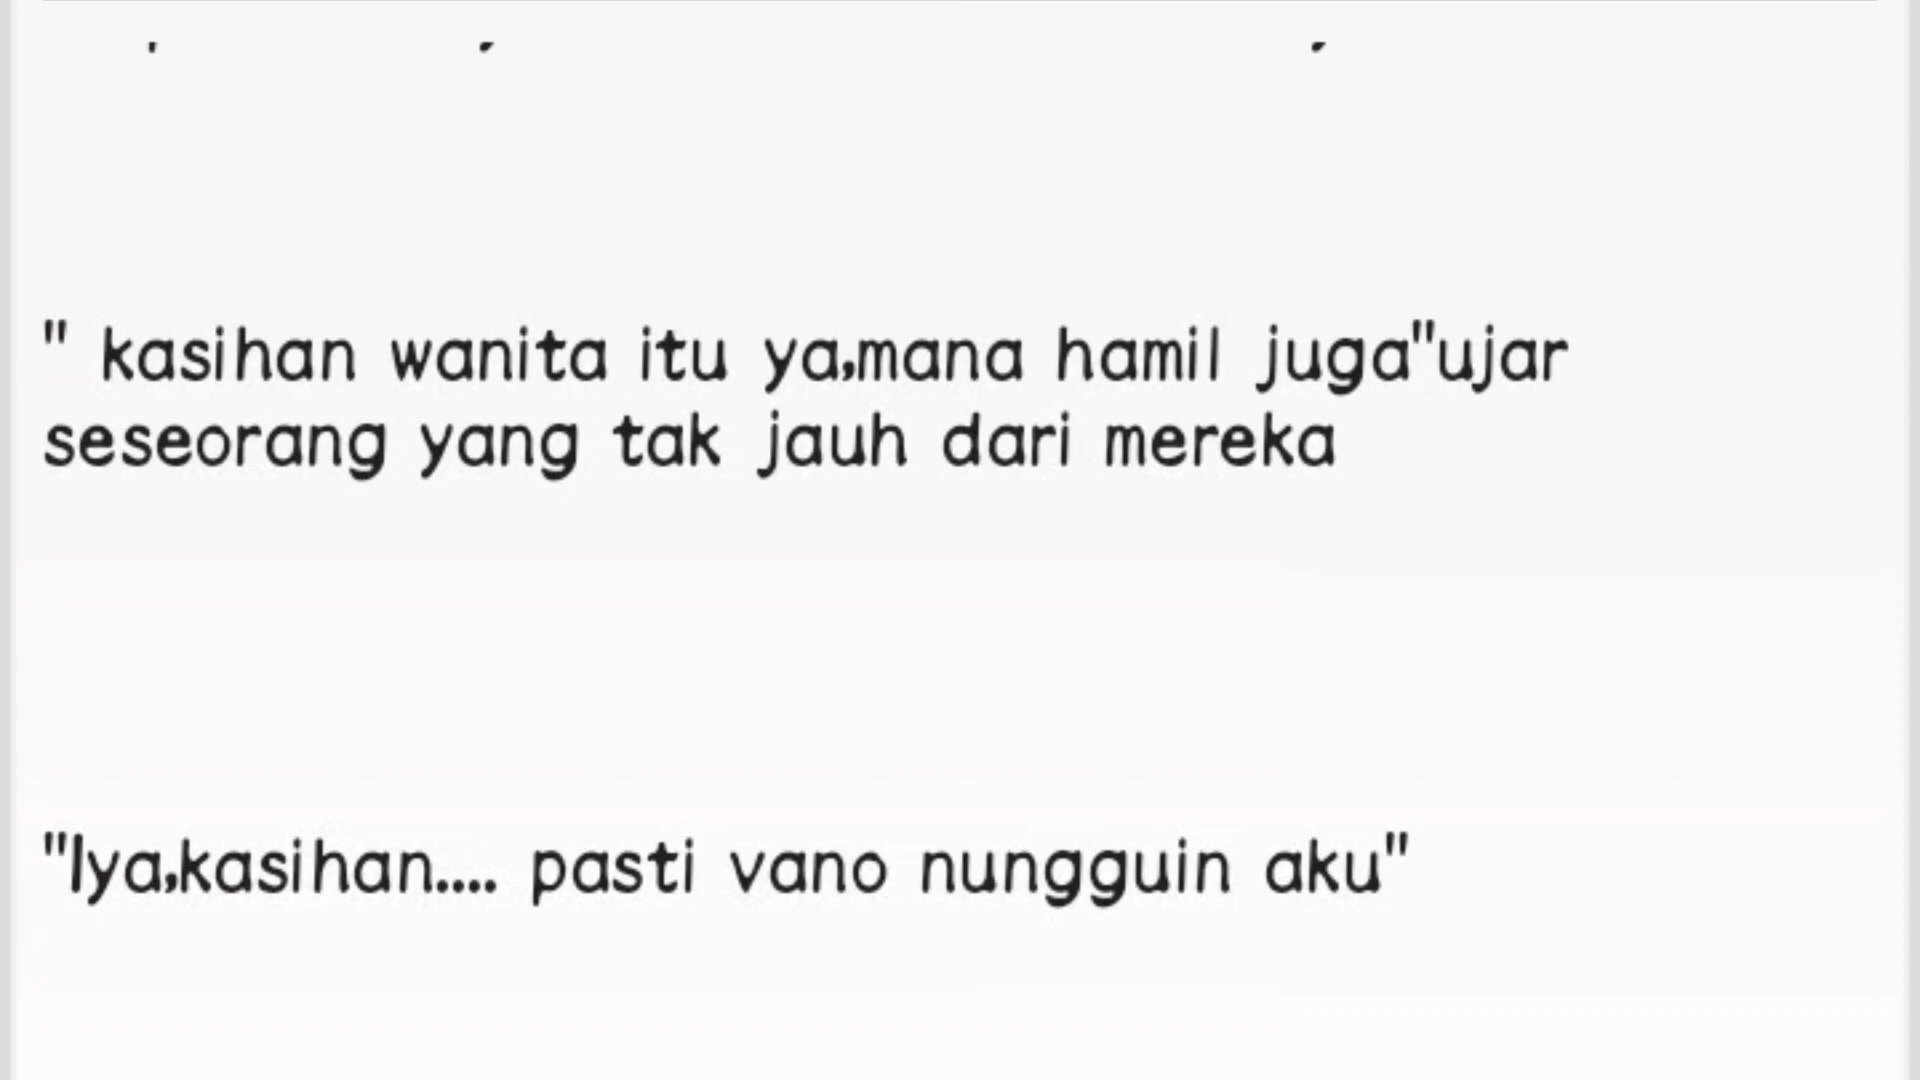 " kasihan wanita itu ya,mana hamil juga"ujar
seseorang yang tak jauh dari mereka
"Iya,kasihan.... pasti vano nungguin aku"